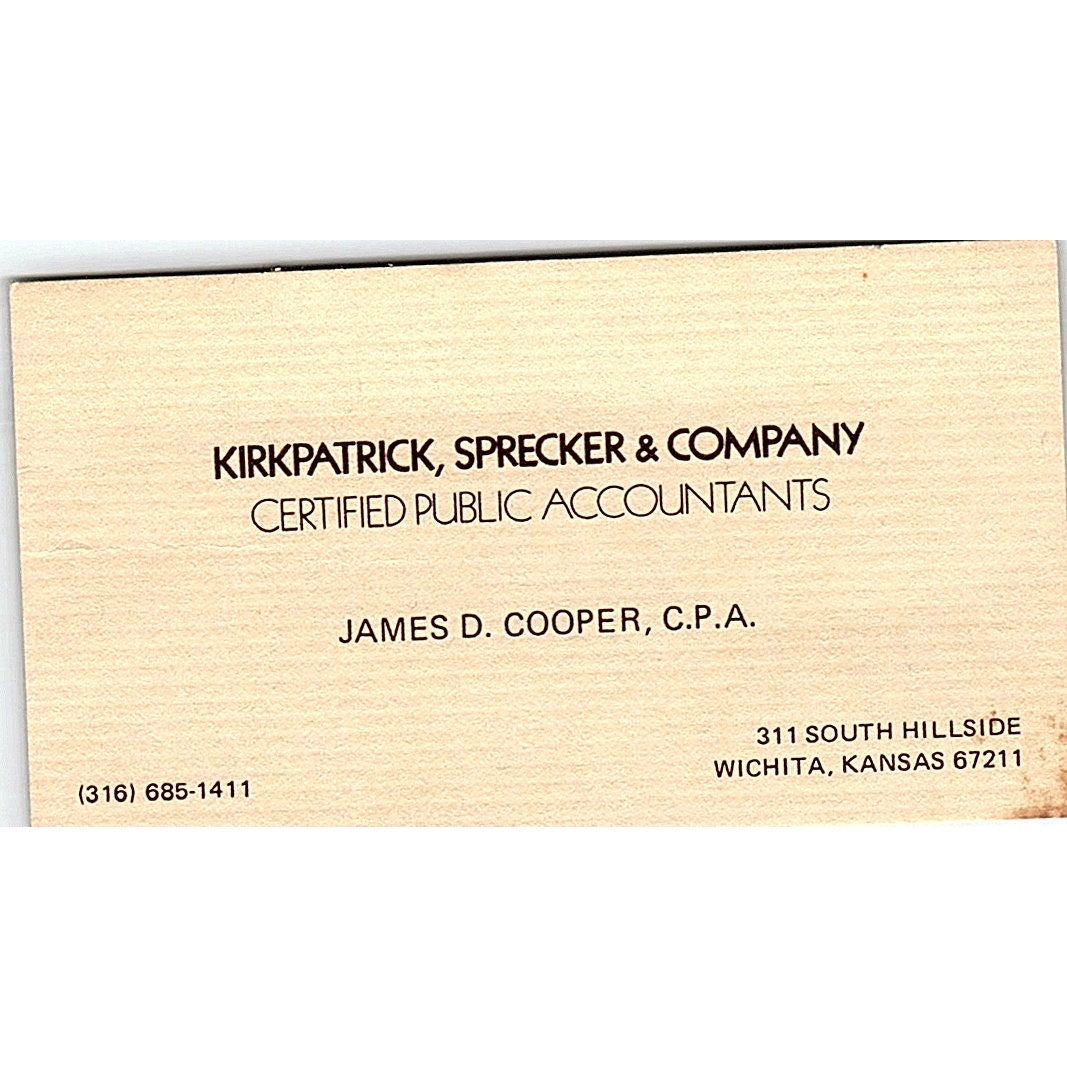 KIRKPATRICK, SPRECKER & COMPANY
CERTIFIED PUBLIC ACCOUNTANTS
JAMES D. COOPER, C.P.A.
311 SOUTH HILLSIDE
WICHITA, KANSAS 67211
(316) 685-1411